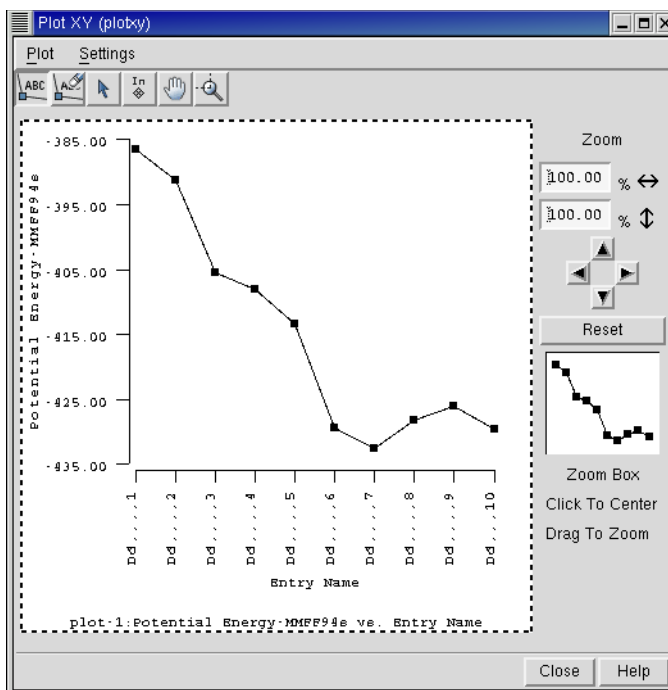 Plot XY (plotxy)
Plot Settings
ABC
ABC
In
-385.00
-395.00
-405.00
-415.00
-425.00
-435.00
Potential Energy-MMFF94s
Dd,,,,1
Dd,,,,2
Dd,,,,3
Dd,,,,4
Dd,,,,5
Dd,,,,6
Dd,,,,7
Dd,,,,8
Dd,,,,9
Dd,,,,10
Entry Name
plot-1:Potential Energy-MMFF94s vs. Entry Name
Zoom
100.00 %
100.00 %
Reset
Zoom Box
Click To Center
Drag To Zoom
Close Help